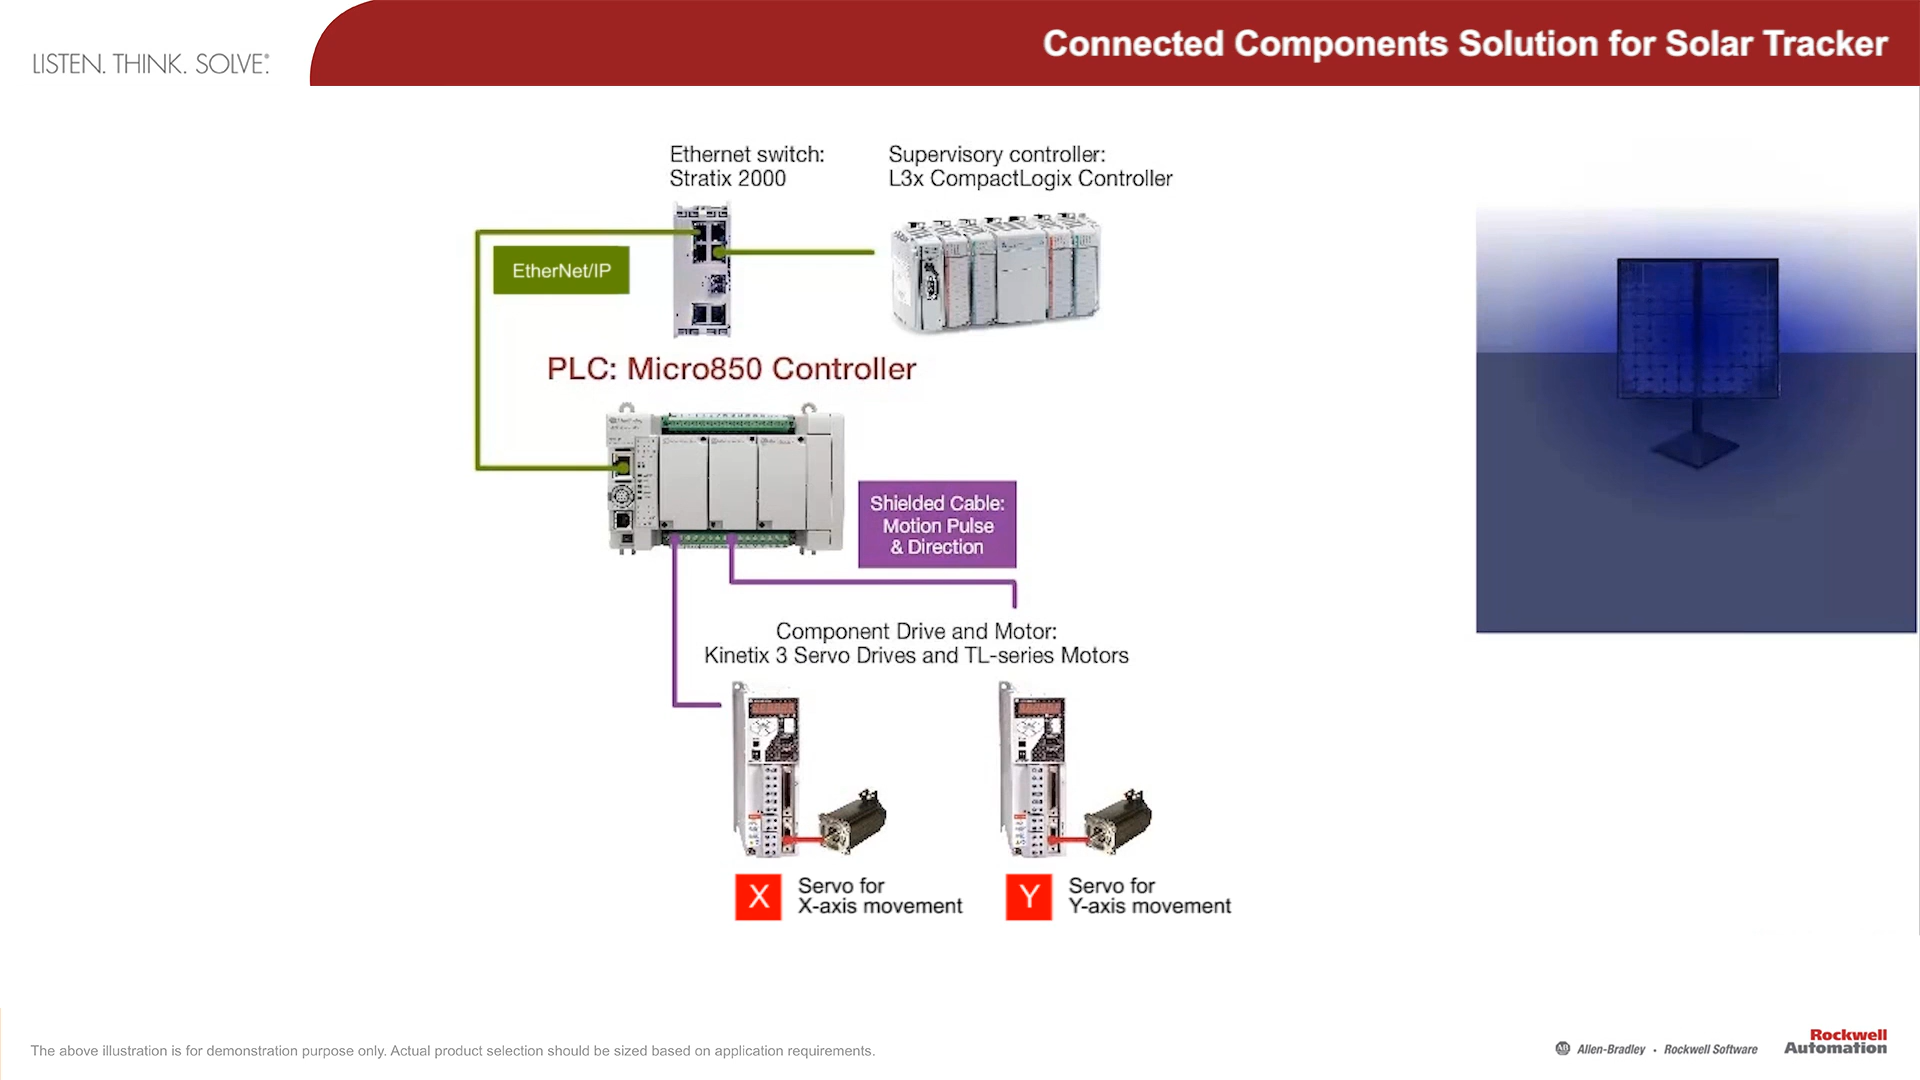 LISTEN. THINK. SOLVE.®
Connected Components Solution for Solar Tracker
Ethernet switch:
Stratix 2000
Supervisory controller:
L3x CompactLogix Controller
EtherNet/IP
PLC: Micro850 Controller
Shielded Cable:
Motion Pulse
& Direction
Component Drive and Motor:
Kinetix 3 Servo Drives and TL-series Motors
X
Servo for
X-axis movement
Y
Servo for
Y-axis movement
The above illustration is for demonstration purpose only. Actual product selection should be sized based on application requirements.
AB Allen-Bradley • Rockwell Software
Rockwell
Automation